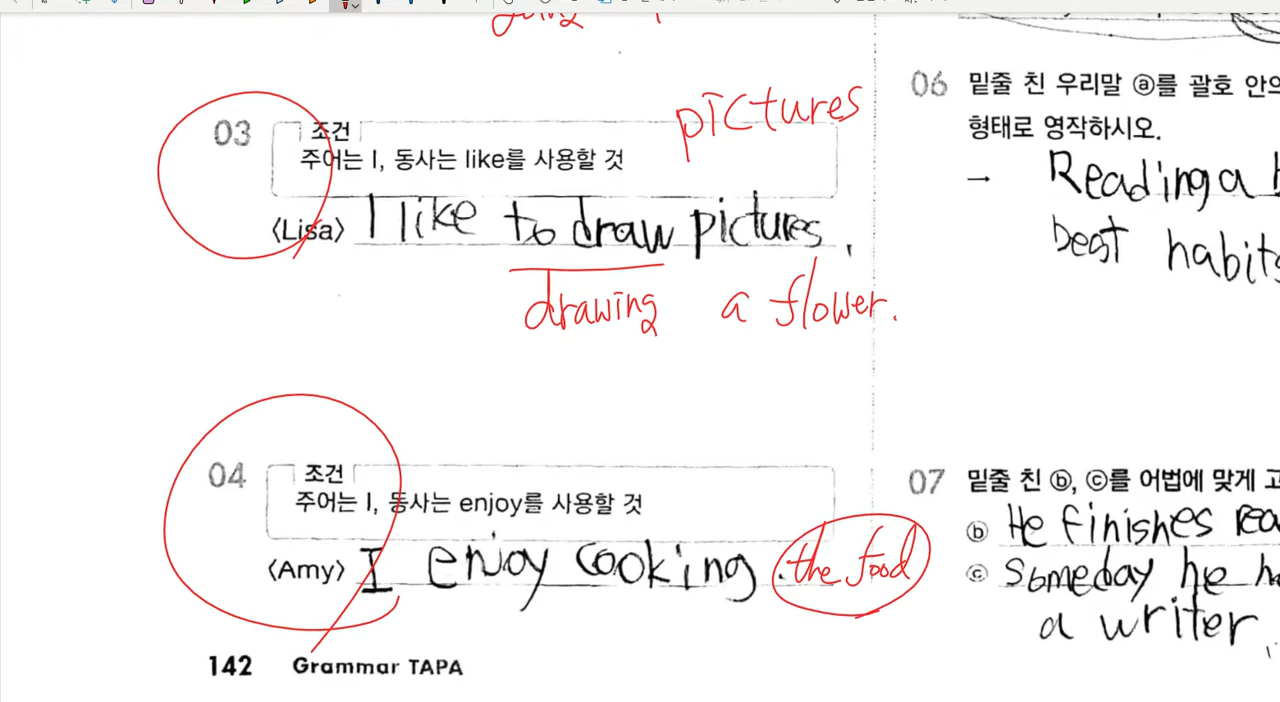 going
pictures
03 조건
주어는 I, 동사는 like를 사용할 것
〈Lisa〉 I like to draw pictures.
drawing a flower.
04 조건
주어는 I, 동사는 enjoy를 사용할 것
〈Amy〉 I enjoy cooking. the food
142 Grammar TAPA
06 밑줄 친 우리말 ⓐ를 괄호 안의
형태로 영작하시오.
→ Reading a
best habits
07 밑줄 친 ⓑ, ⓒ를 어법에 맞게 고
ⓑ He finishes rea
ⓒ Someday he
a writer.